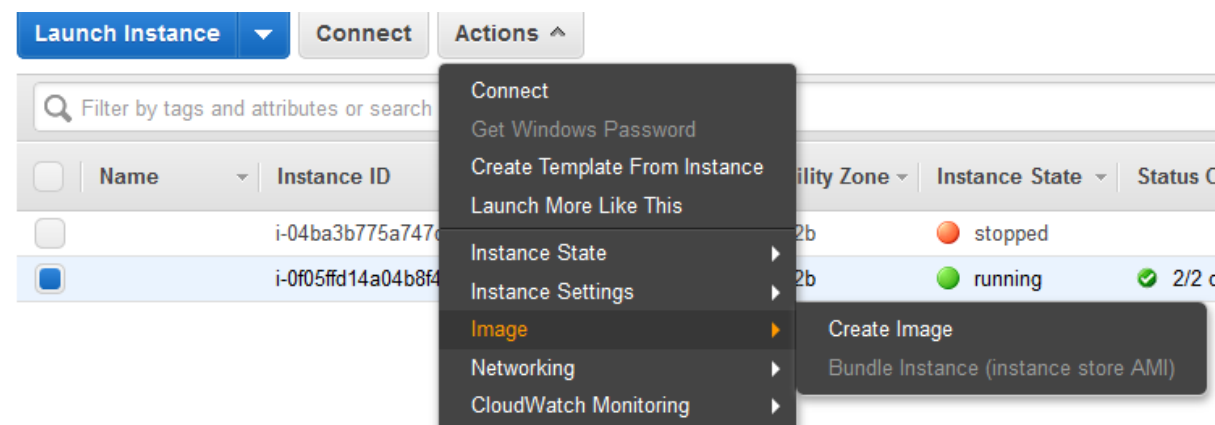 Launch Instance Connect Actions
Filter by tags and attributes or search
Name Instance ID ility Zone Instance State Status C
i-04ba3b775a747 2b stopped
i-0f05ffd14a04b8f4 2b running 2/2
Connect
Get Windows Password
Create Template From Instance
Launch More Like This
Instance State
Instance Settings
Image
Networking
CloudWatch Monitoring
Create Image
Bundle Instance (instance store AMI)